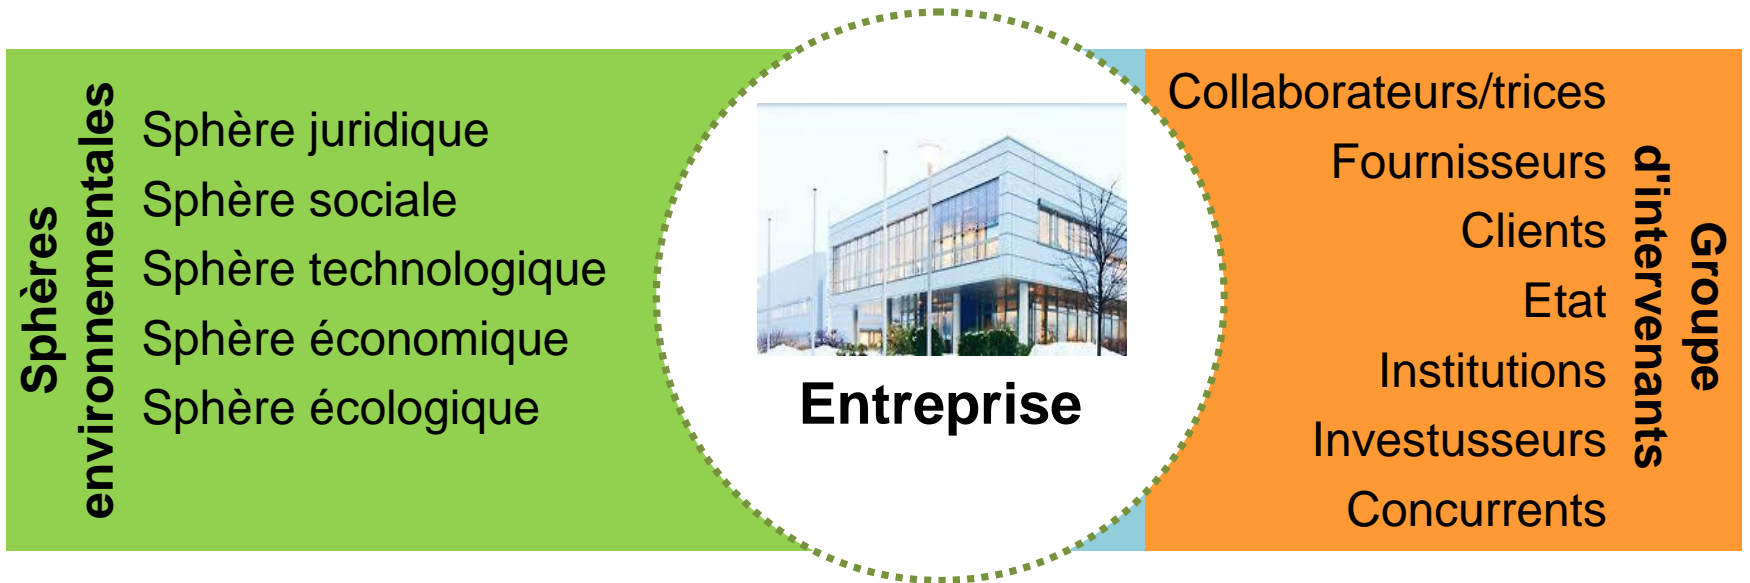 Sphères
environnementales
Sphère juridique
Sphère sociale
Sphère technologique
Sphère économique
Sphère écologique
Entreprise
Collaborateurs/trices
Fournisseurs
Clients
Etat
Institutions
Investusseurs
Concurrents
Groupe
d'intervenants